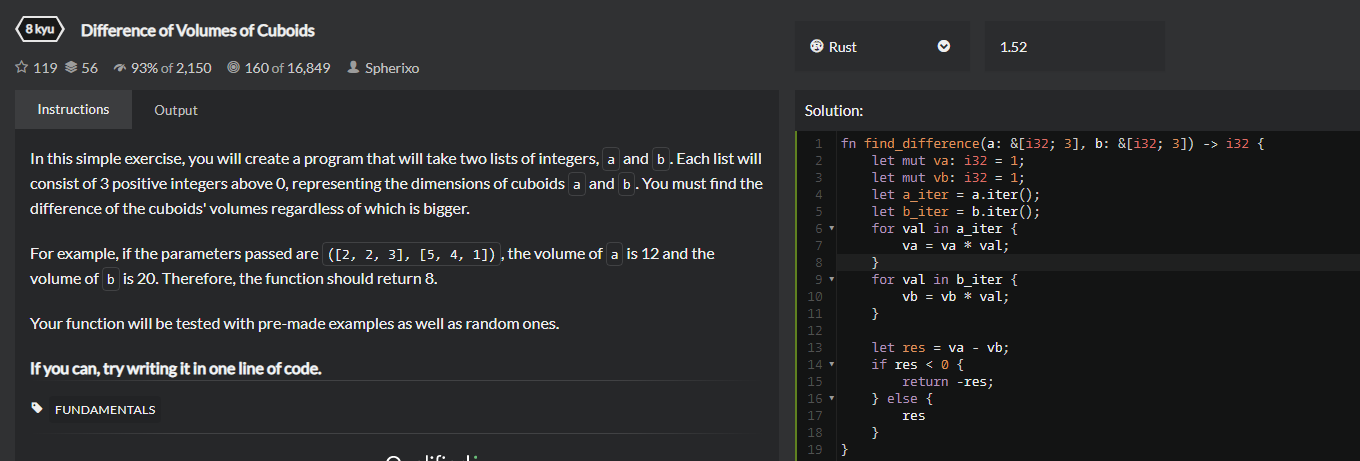 8 kyu Difference of Volumes of Cuboids
119 56 93% of 2,150 160 of 16,849 Spherixo
Instructions Output
In this simple exercise, you will create a program that will take two lists of integers, a and b . Each list will
consist of 3 positive integers above 0, representing the dimensions of cuboids a and b . You must find the
difference of the cuboids' volumes regardless of which is bigger.
For example, if the parameters passed are ([2, 2, 3], [5, 4, 1]) , the volume of a is 12 and the
volume of b is 20. Therefore, the function should return 8.
Your function will be tested with pre-made examples as well as random ones.
If you can, try writing it in one line of code.
FUNDAMENTALS
Rust 1.52
Solution:
1 fn find_difference(a: &[i32; 3], b: &[i32; 3]) -> i32 {
2 let mut va: i32 = 1;
3 let mut vb: i32 = 1;
4 let a_iter = a.iter();
5 let b_iter = b.iter();
6 for val in a_iter {
7 va = va * val;
8 }
9 for val in b_iter {
10 vb = vb * val;
11 }
12
13 let res = va - vb;
14 if res < 0 {
15 return -res;
16 } else {
17 res
18 }
19 }